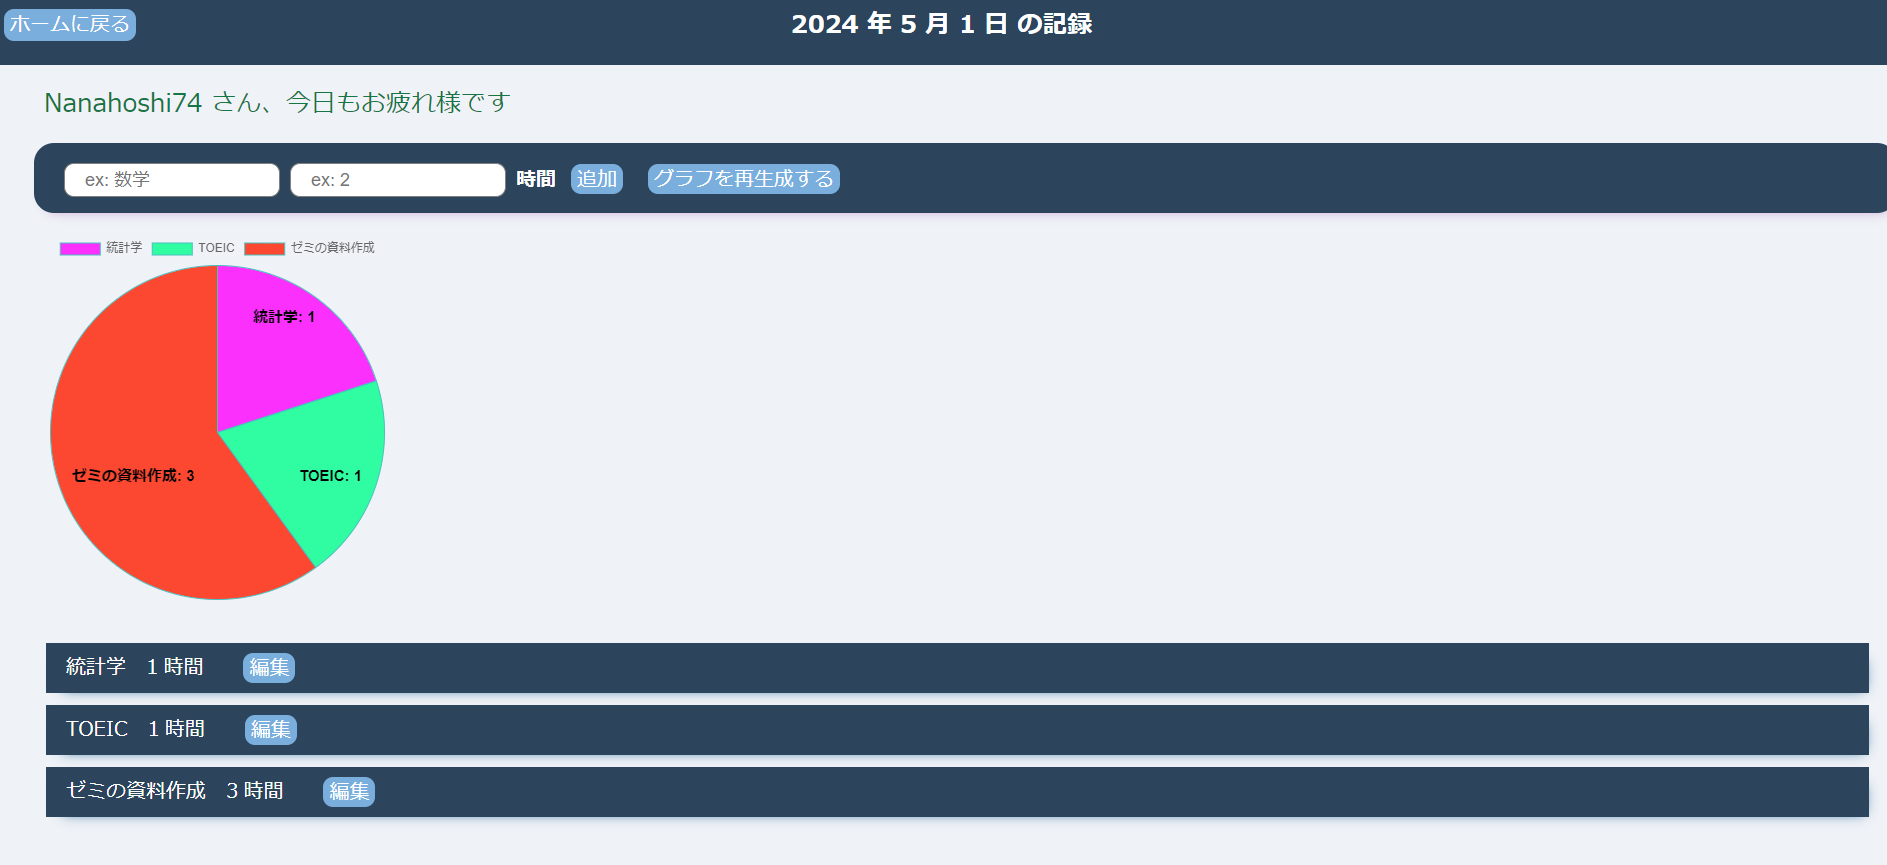 ホームに戻る
2024 年 5 月 1 日 の記録
Nanahoshi74 さん、今日もお疲れ様です
ex: 数学 ex: 2 時間 追加 グラフを再生成する
統計学 TOEIC ゼミの資料作成
統計学: 1
ゼミの資料作成: 3 TOEIC: 1
統計学　1 時間 編集
TOEIC　1 時間 編集
ゼミの資料作成　3 時間 編集